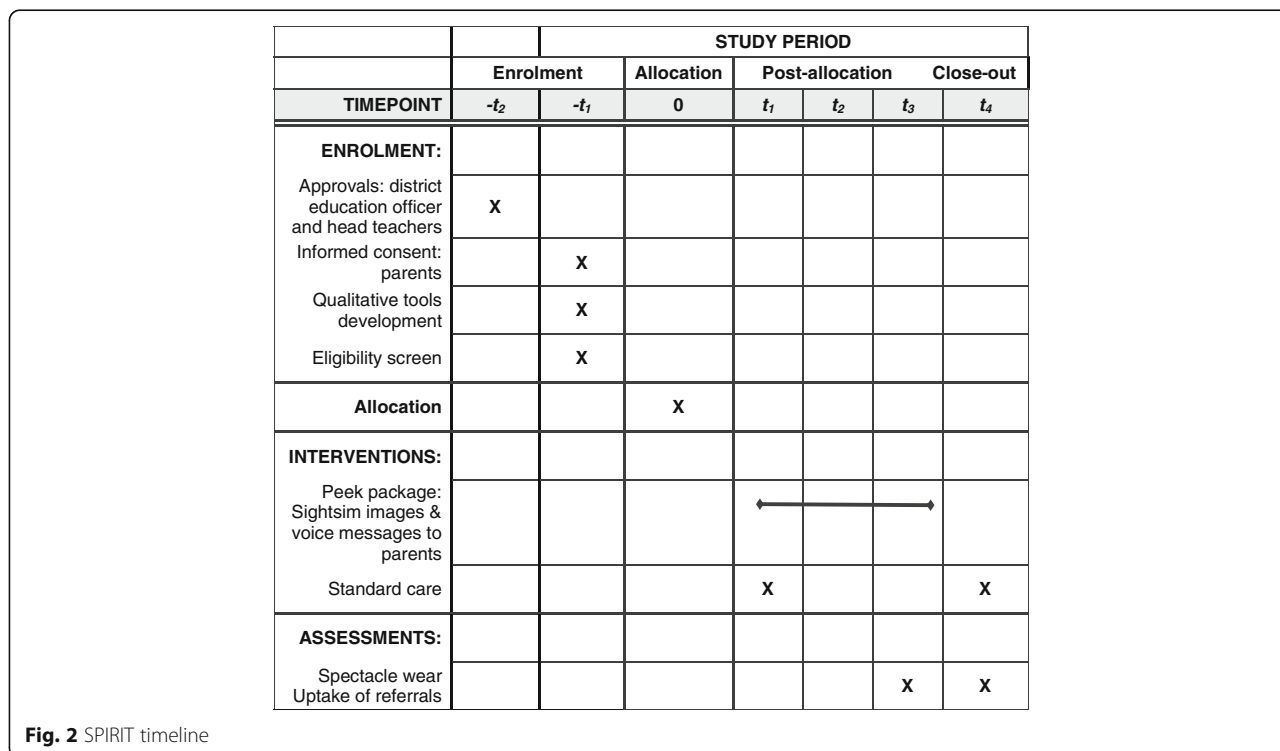 STUDY PERIOD
Enrolment Allocation Post-allocation Close-out
TIMEPOINT -t2 -t1 0 t1 t2 t3 t4
ENROLMENT:
Approvals: district
education officer
and head teachers
X
Informed consent:
parents
X
Qualitative tools
development
X
Eligibility screen X
Allocation X
INTERVENTIONS:
Peek package:
Sightsim images &
voice messages to
parents
Standard care X X
ASSESSMENTS:
Spectacle wear
Uptake of referrals
X X
Fig. 2 SPIRIT timeline